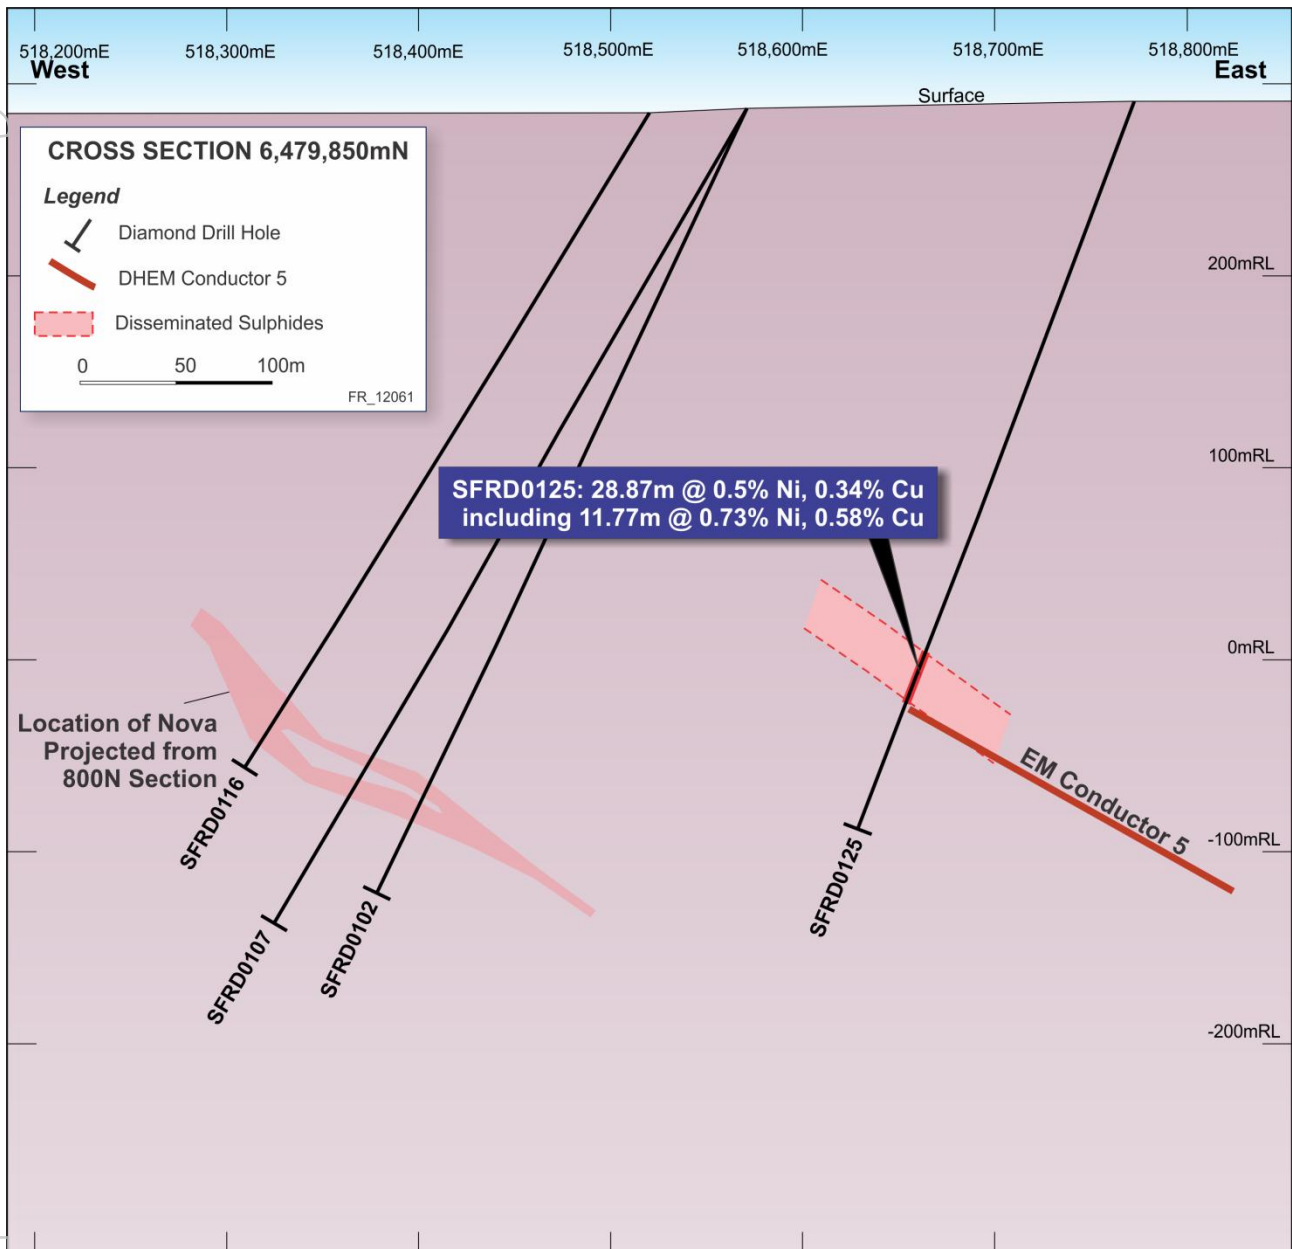 518,200mE 518,300mE 518,400mE 518,500mE 518,600mE 518,700mE 518,800mE
West
East
Surface
CROSS SECTION 6,479,850mN
Legend
Diamond Drill Hole
DHEM Conductor 5
Disseminated Sulphides
0 50 100m
FR_12061
200mRL
100mRL
SFRD0125: 28.87m @ 0.5% Ni, 0.34% Cu
including 11.77m @ 0.73% Ni, 0.58% Cu
0mRL
Location of Nova
Projected from
800N Section
SFRD0116
SFRD0107
SFRD0102
SFRD0125
EM Conductor 5
-100mRL
-200mRL